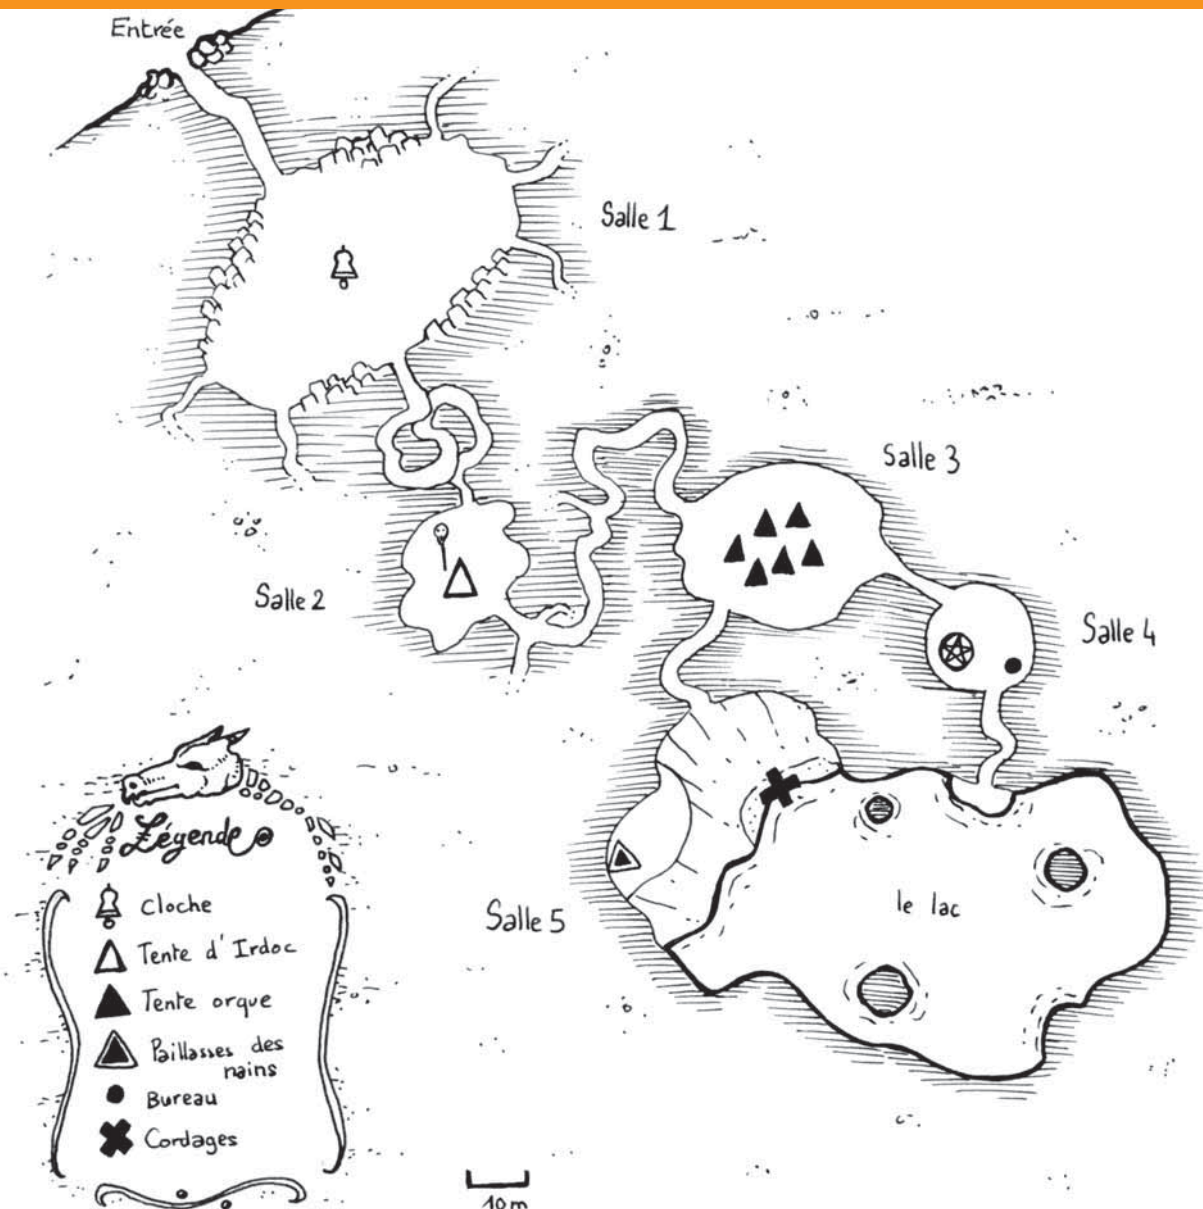 Entrée
Salle 1
Salle 3
Salle 2
Salle 4
le lac
Salle 5
Légende
Cloche
Tente d'Irdoc
Tente orque
Paillasses des
nains
Bureau
Cordages
10m